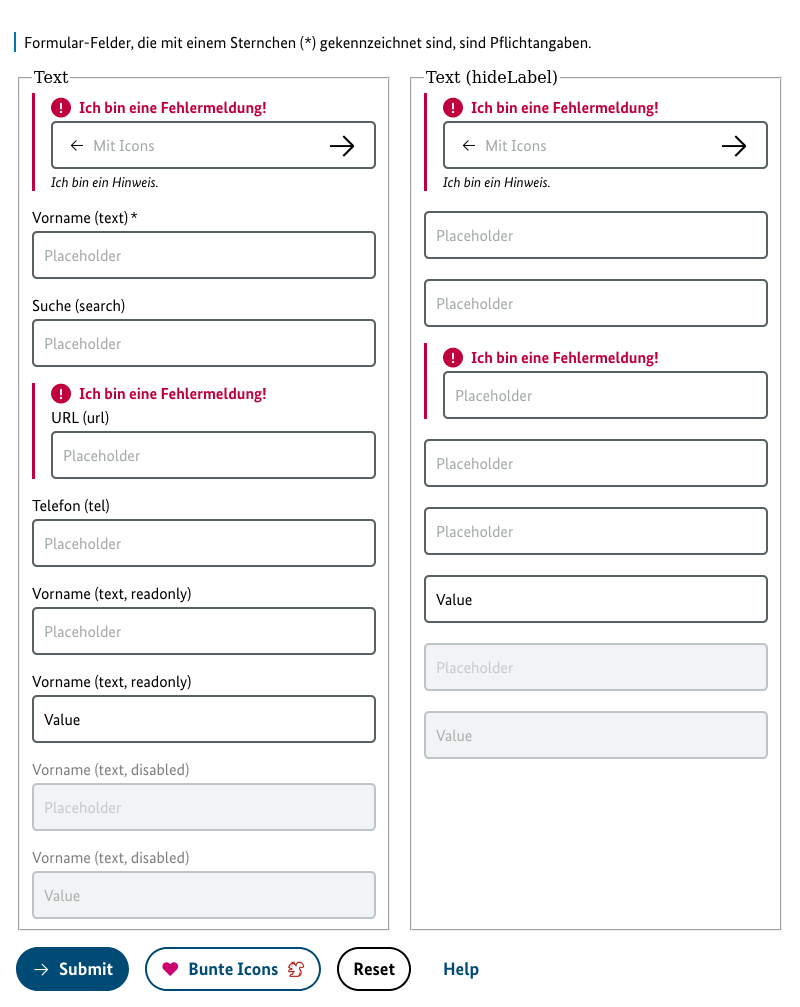 Formular-Felder, die mit einem Sternchen (*) gekennzeichnet sind, sind Pflichtangaben.
Text
Ich bin eine Fehlermeldung!
Mit Icons
Ich bin ein Hinweis.
Vorname (text) *
Placeholder
Suche (search)
Placeholder
Ich bin eine Fehlermeldung!
URL (url)
Placeholder
Telefon (tel)
Placeholder
Vorname (text, readonly)
Placeholder
Vorname (text, readonly)
Value
Vorname (text, disabled)
Placeholder
Vorname (text, disabled)
Value
Text (hideLabel)
Ich bin eine Fehlermeldung!
Mit Icons
Ich bin ein Hinweis.
Placeholder
Placeholder
Ich bin eine Fehlermeldung!
Placeholder
Placeholder
Placeholder
Value
Placeholder
Value
Submit
Bunte Icons
Reset
Help